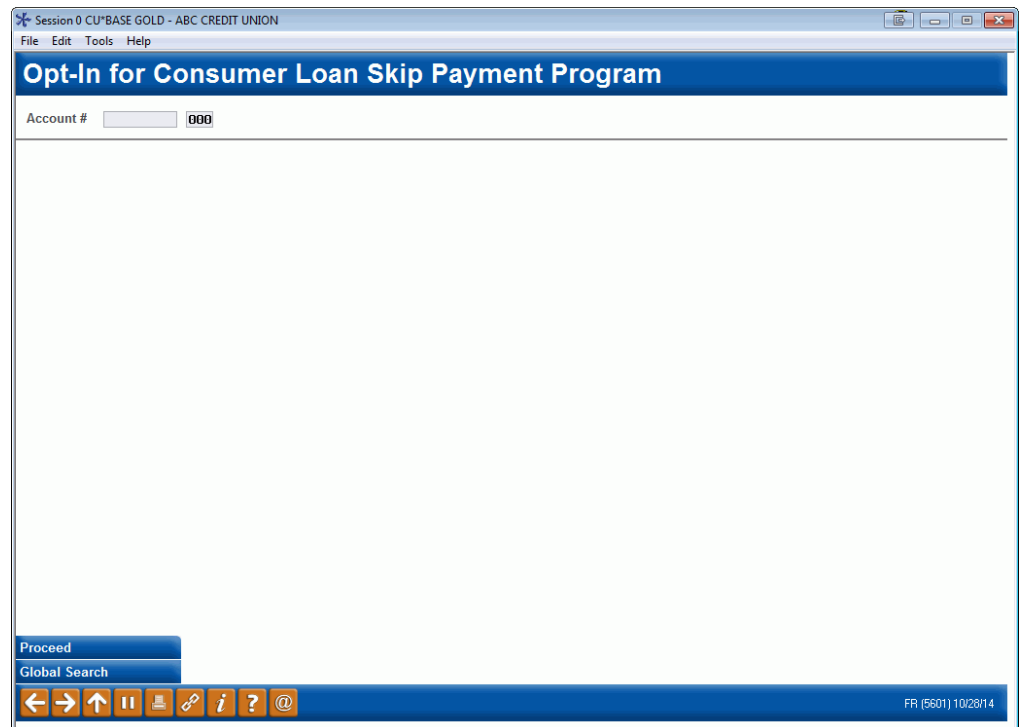 Session 0 CU*BASE GOLD - ABC CREDIT UNION
File Edit Tools Help
Opt-In for Consumer Loan Skip Payment Program
Account # 000
Proceed
Global Search
i ? @
FR (5601) 10/28/14